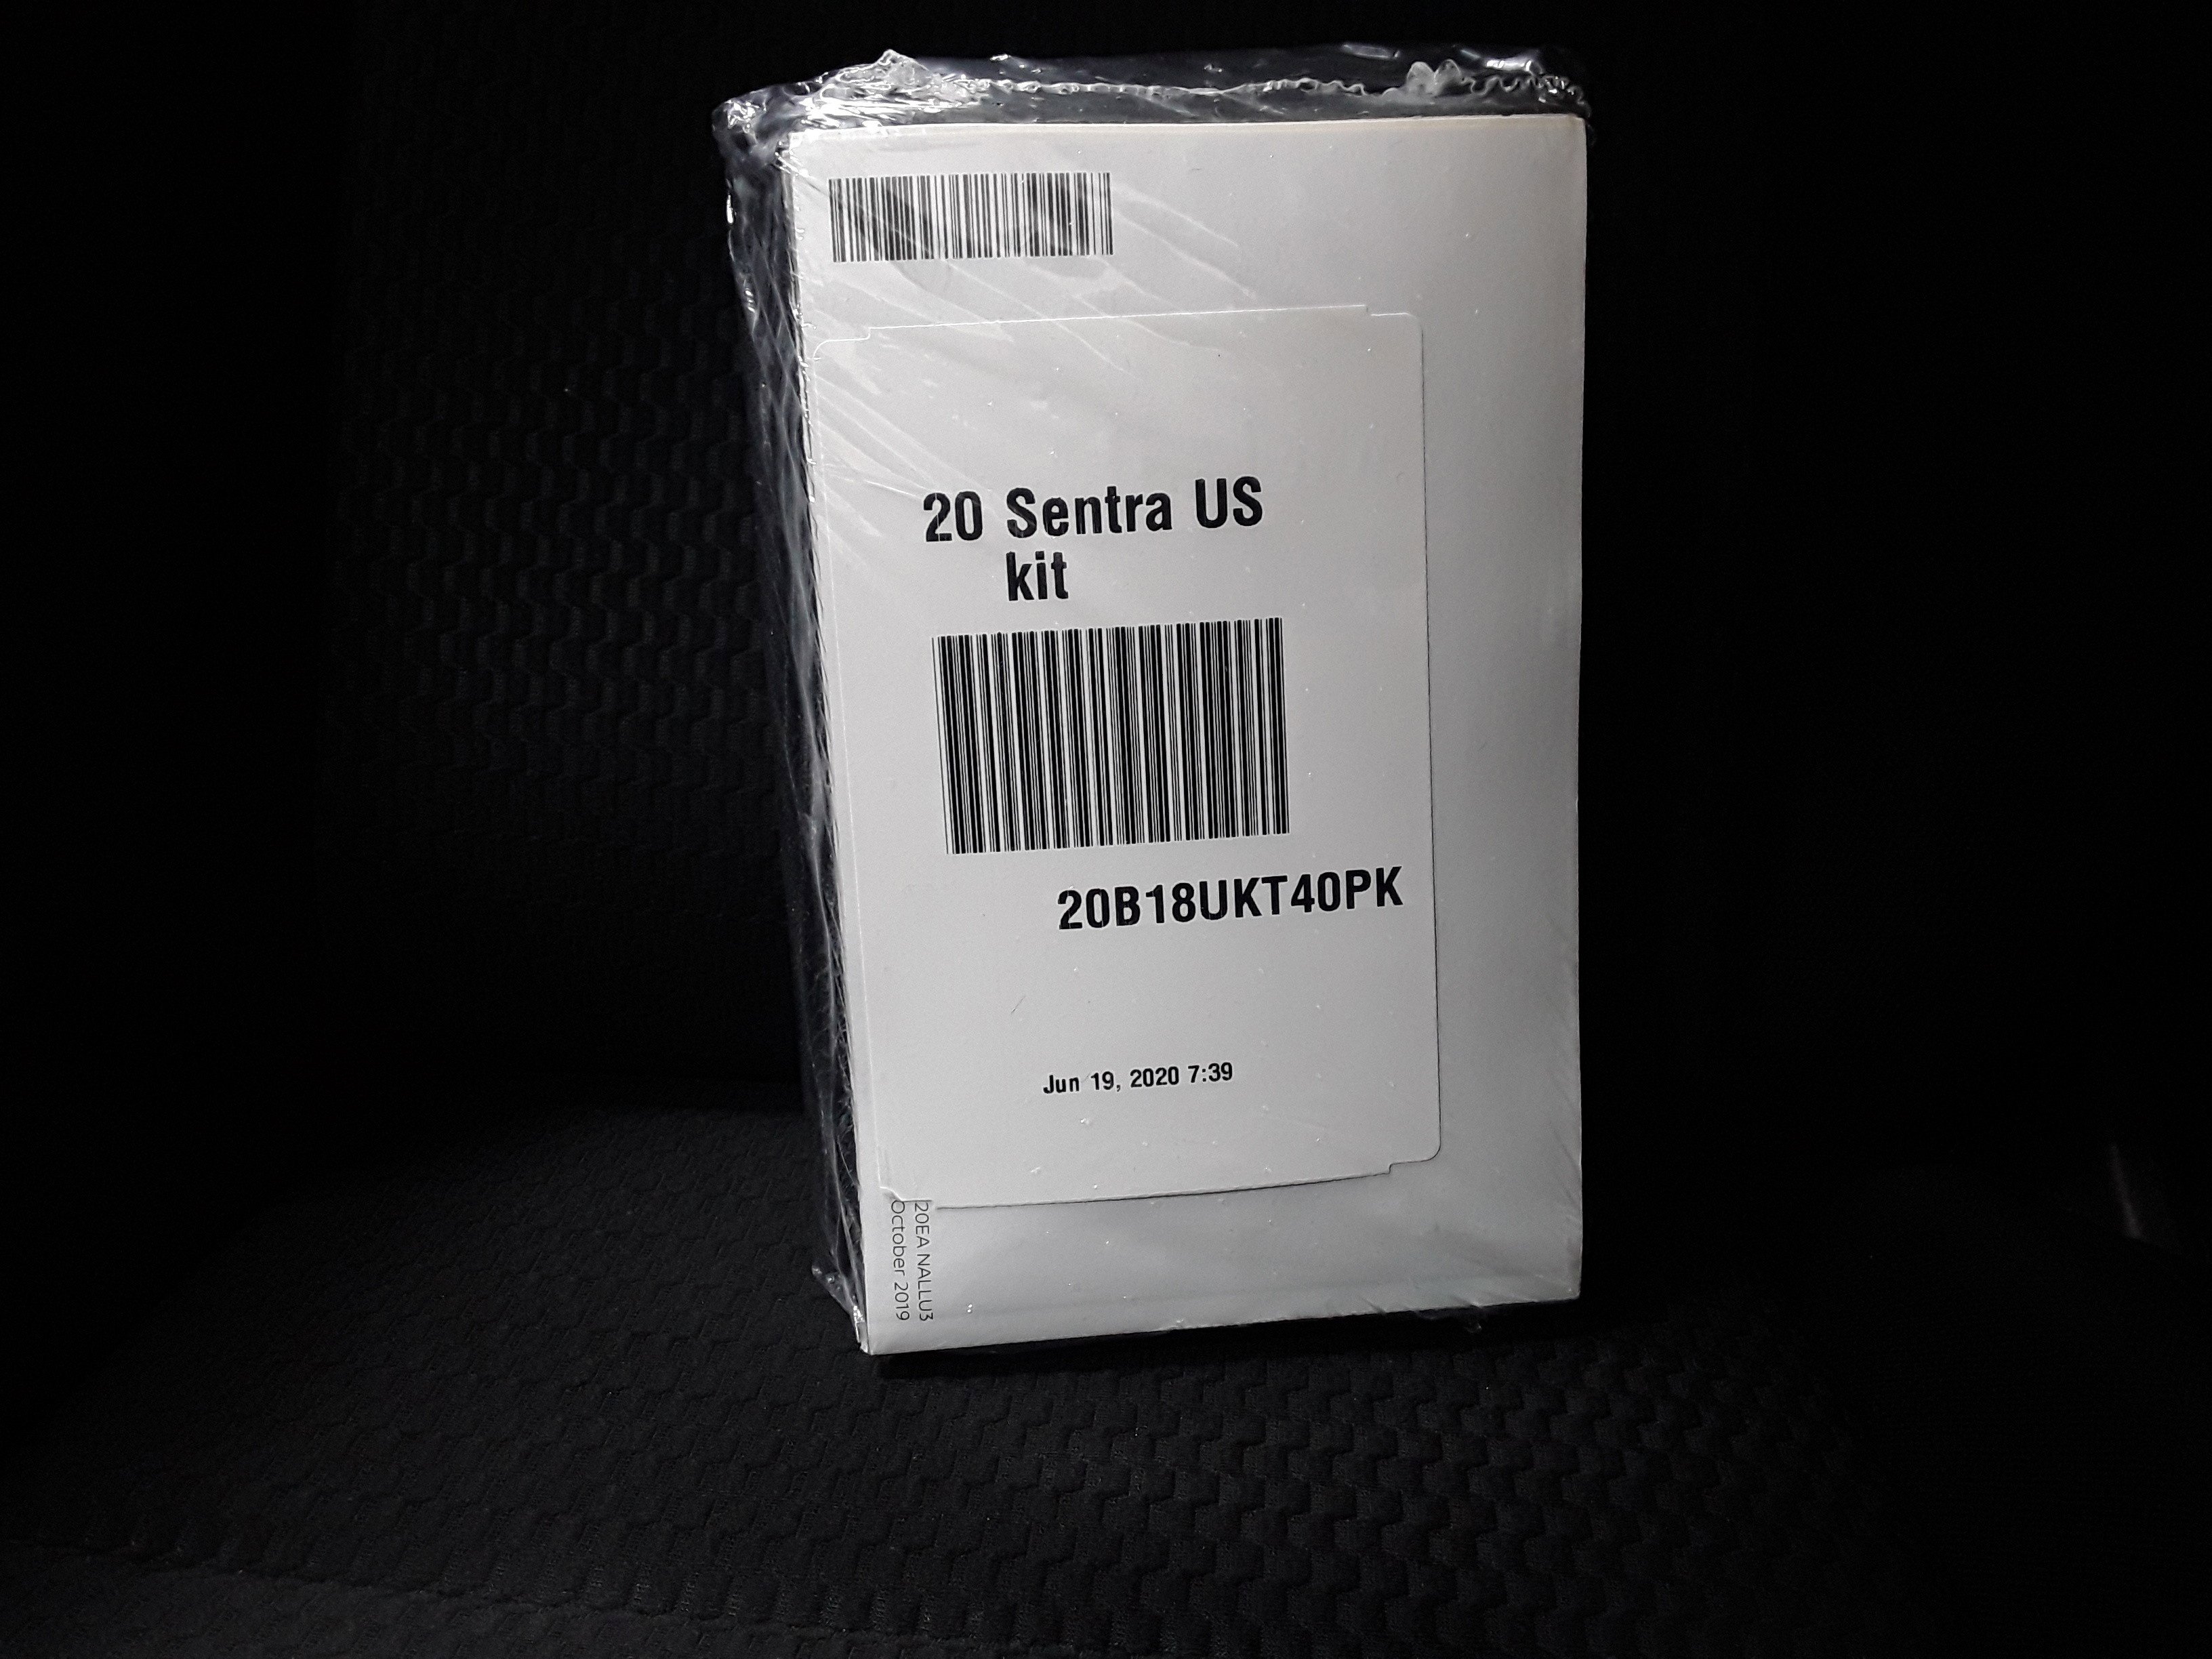 20 Sentra US
kit
20B18UKT40PK
Jun 19, 2020 7:39
20EA NALLU3
October 2019